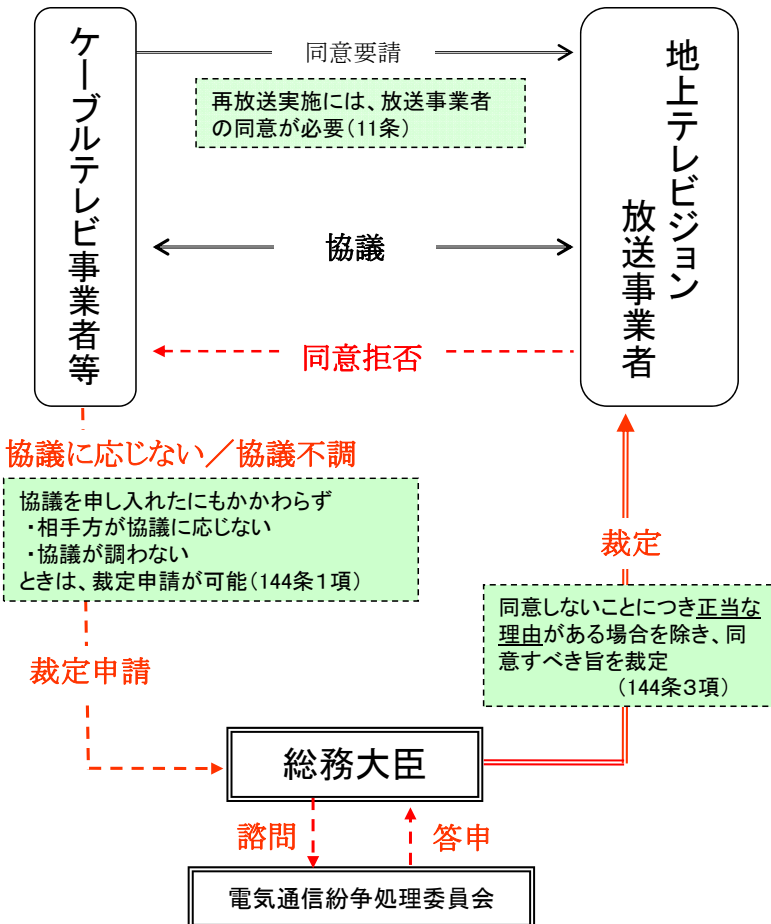 ケーブルテレビ事業者等
同意要請
地上テレビジョン
放送事業者
再放送実施には、放送事業者
の同意が必要(11条)
協議
同意拒否
協議に応じない／協議不調
協議を申し入れたにもかかわらず
・相手方が協議に応じない
・協議が調わない
ときは、裁定申請が可能(144条1項)
裁定
同意しないことにつき正当な
理由がある場合を除き、同
意すべき旨を裁定
(144条3項)
裁定申請
総務大臣
諮問
答申
電気通信紛争処理委員会